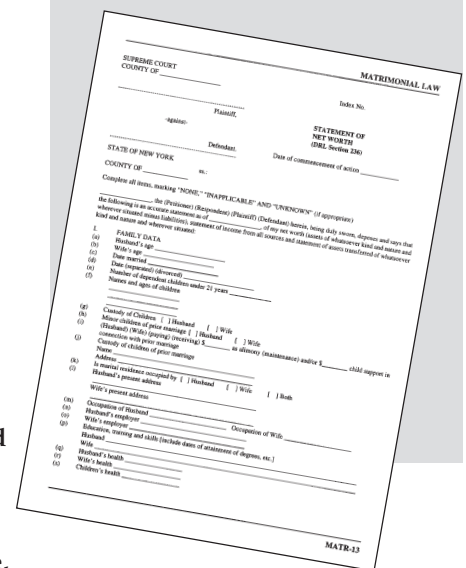 MATRIMONIAL LAW
SUPREME COURT
COUNTY OF
Index No.
Plaintiff,
-against-
STATEMENT OF
NET WORTH
(DRL Section 236)
Defendant.
Date of commencement of action
STATE OF NEW YORK
ss.:
COUNTY OF
Complete all items, marking "NONE," "INAPPLICABLE" AND "UNKNOWN" (if appropriate)
, the (Petitioner) (Respondent) (Plaintiff) (Defendant) herein, being duly sworn, deposes and says that
the following is an accurate statement as of ______ of my net worth (assets of whatsoever kind and nature and
wherever situated minus liabilities), statement of income from all sources and statement of assets transferred of whatsoever
kind and nature and wherever situated:
I. FAMILY DATA
(a) Husband's age
(b) Wife's age
(c) Date married
(d) Date (separated) (divorced)
(e) Number of dependent children under 21 years
(f) Names and ages of children
(g) Custody of Children [ ] Husband [ ] Wife
(h) Minor children of prior marriage [ ] Husband [ ] Wife
(i) (Husband) (Wife) (paying) (receiving) $______ as alimony (maintenance) and/or $______ child support in
connection with prior marriage
(j) Custody of children of prior marriage
Name
Address
(k) Is marital residence occupied by [ ] Husband [ ] Wife [ ] Both
(l) Husband's present address
Wife's present address
(m) Occupation of Husband ______ Occupation of Wife
(n) Husband's employer
(o) Wife's employer
(p) Education, training and skills [include dates of attainment of degrees, etc.]
Husband
Wife
(q) Husband's health
(r) Wife's health
(s) Children's health
MATR-13